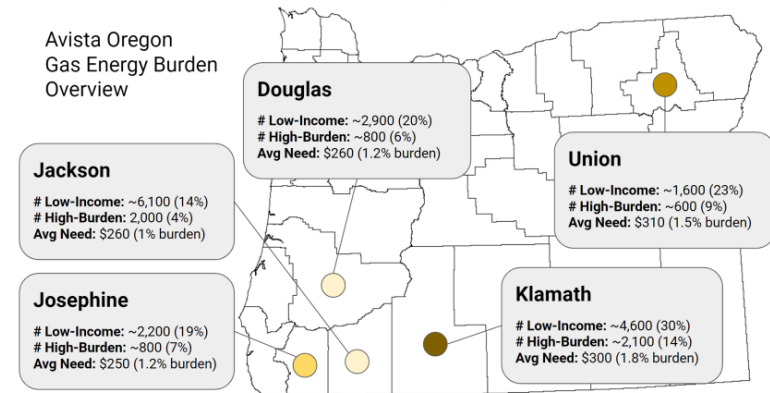 Avista Oregon
Gas Energy Burden
Overview
Douglas
# Low-Income: ~2,900 (20%)
# High-Burden: ~800 (6%)
Avg Need: $260 (1.2% burden)
Jackson
# Low-Income: ~6,100 (14%)
# High-Burden: 2,000 (4%)
Avg Need: $260 (1% burden)
Union
# Low-Income: ~1,600 (23%)
# High-Burden: ~600 (9%)
Avg Need: $310 (1.5% burden)
Josephine
# Low-Income: ~2,200 (19%)
# High-Burden: ~800 (7%)
Avg Need: $250 (1.2% burden)
Klamath
# Low-Income: ~4,600 (30%)
# High-Burden: ~2,100 (14%)
Avg Need: $300 (1.8% burden)